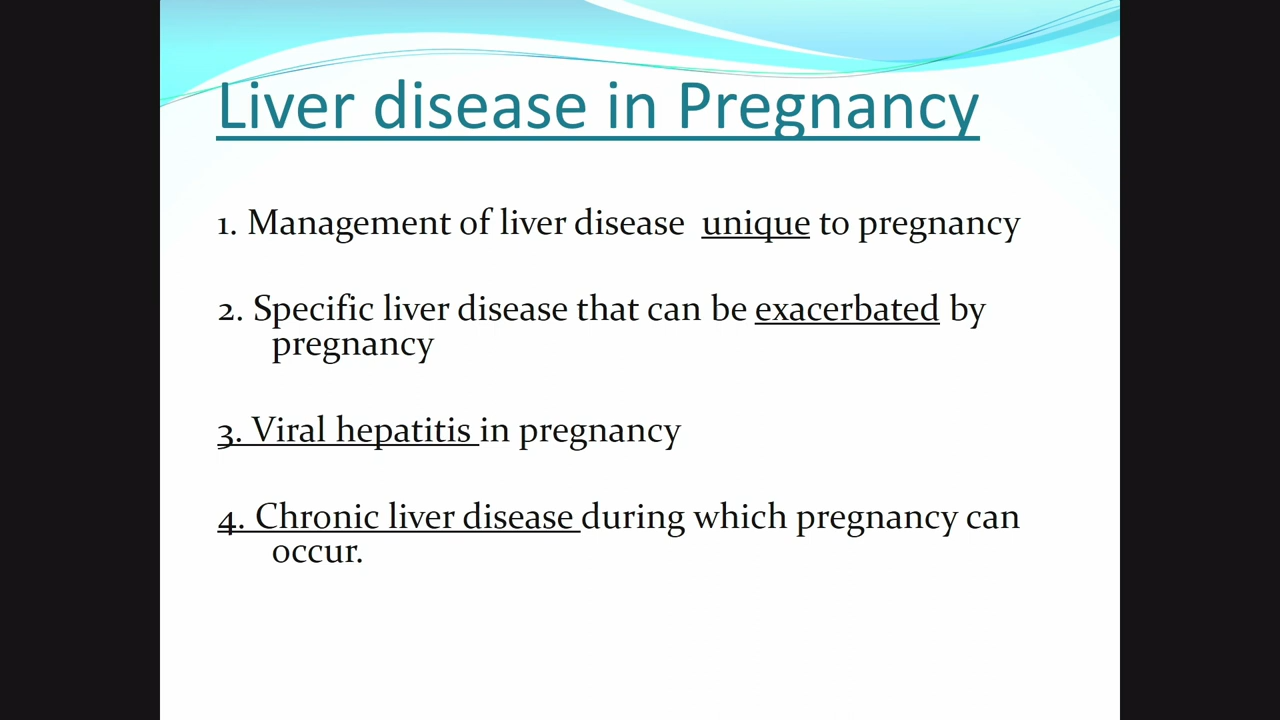 Liver disease in Pregnancy
1. Management of liver disease unique to pregnancy
2. Specific liver disease that can be exacerbated by
pregnancy
3. Viral hepatitis in pregnancy
4. Chronic liver disease during which pregnancy can
occur.